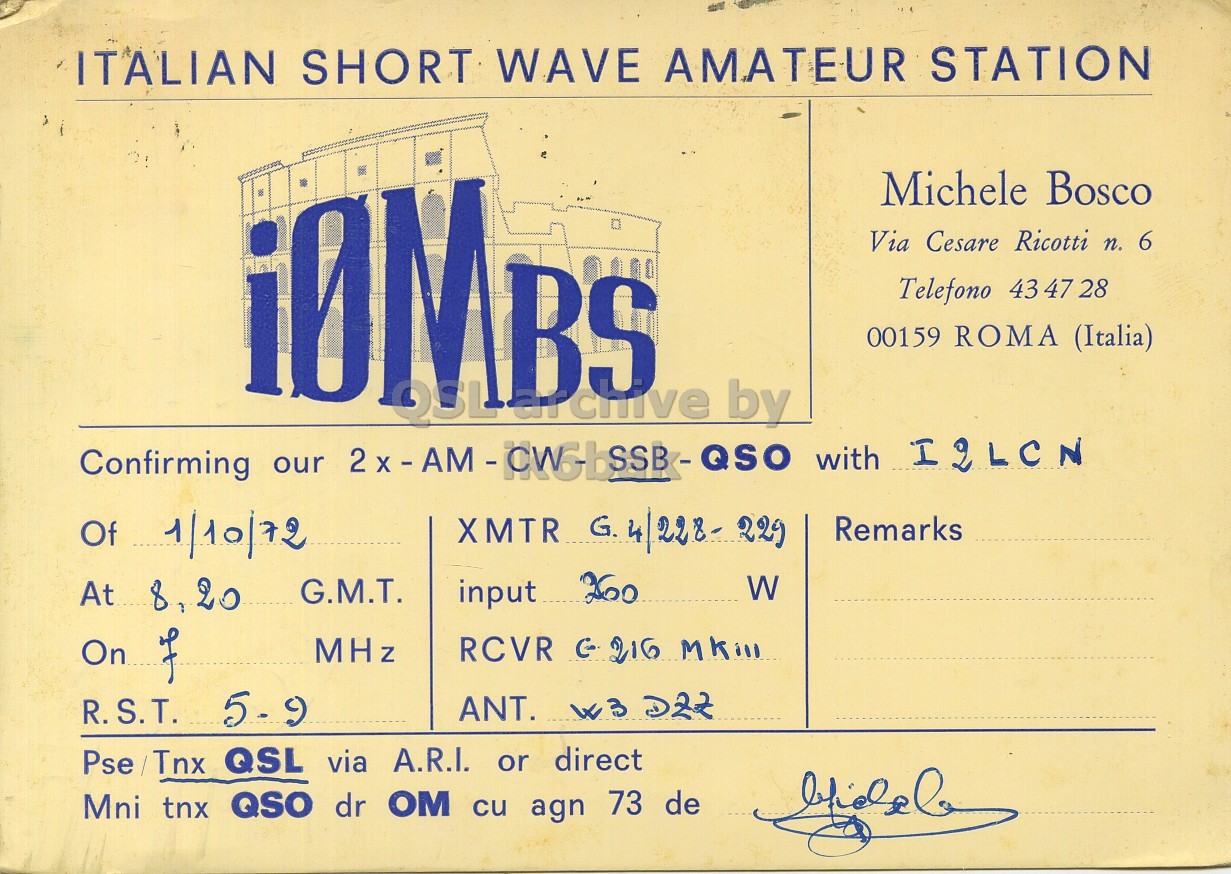 ITALIAN SHORT WAVE AMATEUR STATION
iØMBS
Michele Bosco
Via Cesare Ricotti n. 6
Telefono 43 47 28
00159 ROMA (Italia)
QSL archive by
ik6bak
Confirming our 2 x - AM - CW - SSB - QSO with I2LCN
Of 1/10/72
At 8,20 G.M.T.
On 7 MHz
R.S.T. 5-9
XMTR G.4/228-229
input 260 W
RCVR G 216 MKIII
ANT. W3DZZ
Remarks
Pse / Tnx QSL via A.R.I. or direct
Mni tnx QSO dr OM cu agn 73 de Michele